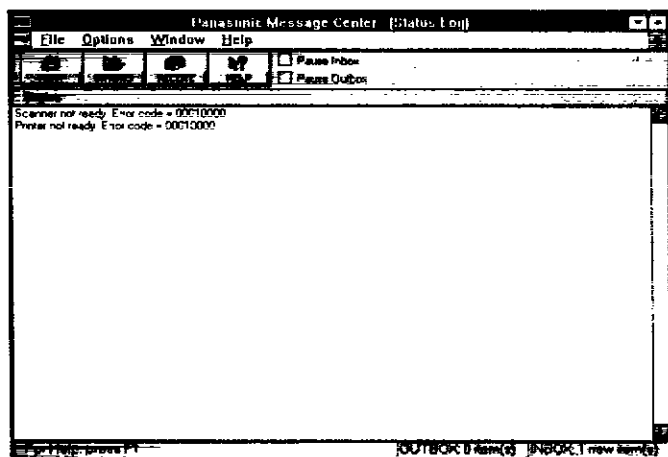 Panasonic Message Center - [Status Log]
File Options Window Help
HELP
Pause Inbox
Pause Outbox
Scanner not ready. Error code = 00010000
Printer not ready. Error code = 00010000
For Help, press F1
OUTBOX: 0 item(s) INBOX: 1 new item(s)